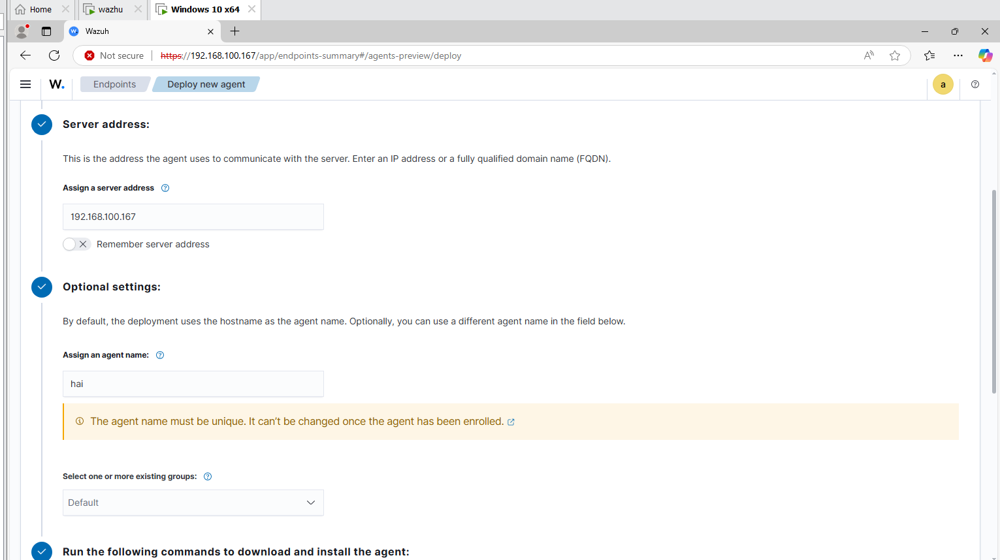 Home wazhu Windows 10 x64
Wazuh
Not secure https://192.168.100.167/app/endpoints-summary#/agents-preview/deploy
W. Endpoints Deploy new agent a
Server address:
This is the address the agent uses to communicate with the server. Enter an IP address or a fully qualified domain name (FQDN).
Assign a server address
192.168.100.167
Remember server address
Optional settings:
By default, the deployment uses the hostname as the agent name. Optionally, you can use a different agent name in the field below.
Assign an agent name:
hai
The agent name must be unique. It can't be changed once the agent has been enrolled.
Select one or more existing groups:
Default
Run the following commands to download and install the agent: